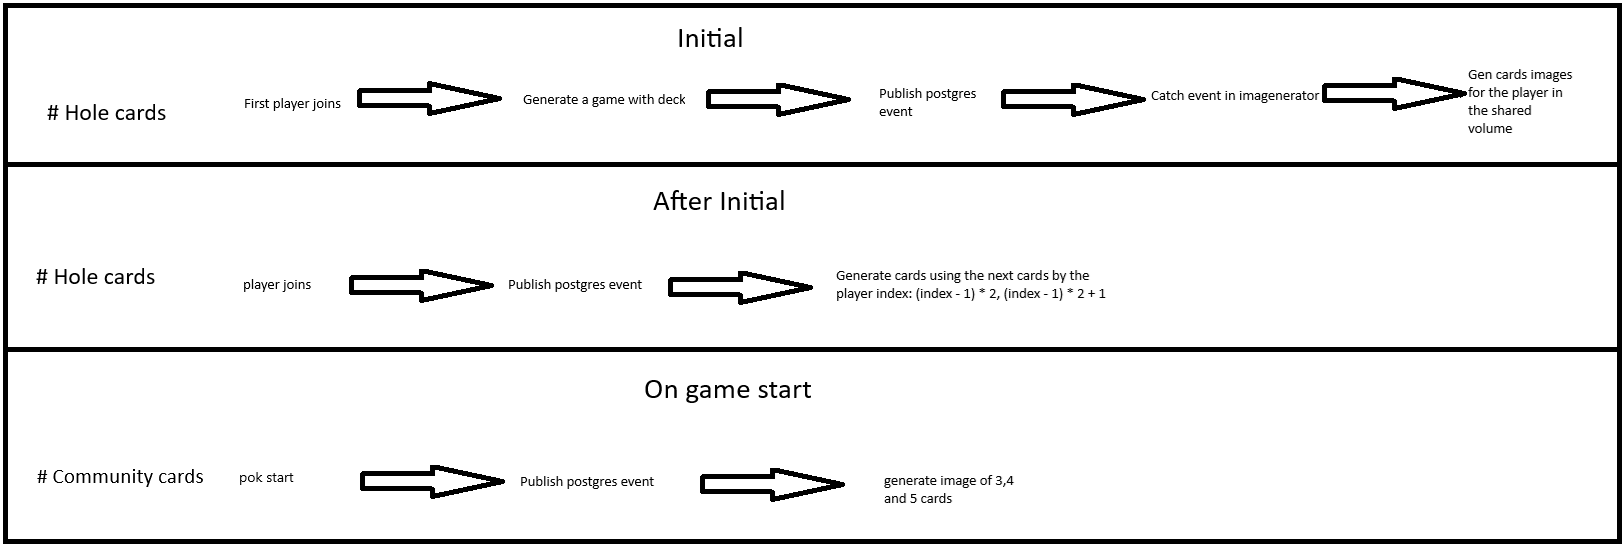 Initial
# Hole cards
First player joins
Generate a game with deck
Publish postgres
event
Catch event in imagenerator
Gen cards images
for the player in
the shared
volume
After Initial
# Hole cards
player joins
Publish postgres event
Generate cards using the next cards by the
player index: (index - 1) * 2, (index - 1) * 2 + 1
On game start
# Community cards
pok start
Publish postgres event
generate image of 3,4
and 5 cards